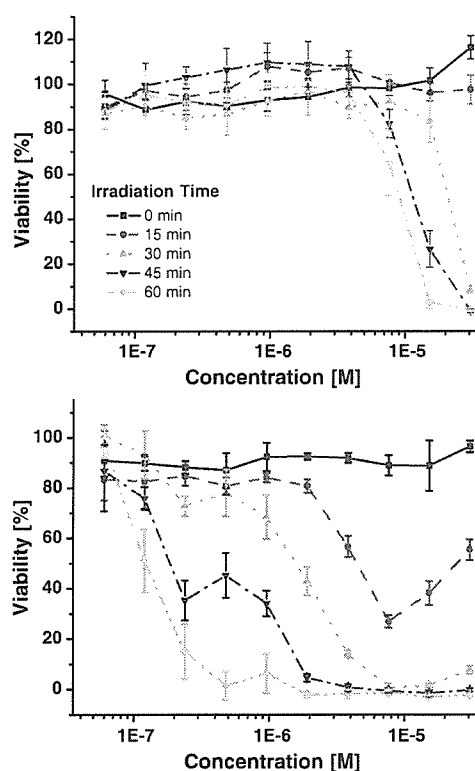 120
100
80
60
40
20
0
Viability [%]
Irradiation Time
0 min
15 min
30 min
45 min
60 min
1E-7
1E-6
1E-5
Concentration [M]
100
80
60
40
20
0
Viability [%]
1E-7
1E-6
1E-5
Concentration [M]